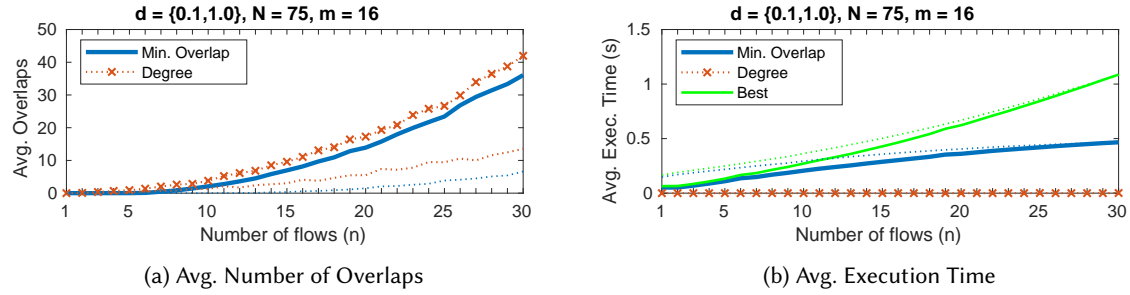 d = {0.1,1.0}, N = 75, m = 16
50
40
30
20
10
0
Avg. Overlaps
Min. Overlap
Degree
1 5 10 15 20 25 30
Number of flows (n)
(a) Avg. Number of Overlaps
d = {0.1,1.0}, N = 75, m = 16
1.5
1
0.5
0
Avg. Exec. Time (s)
Min. Overlap
Degree
Best
1 5 10 15 20 25 30
Number of flows (n)
(b) Avg. Execution Time